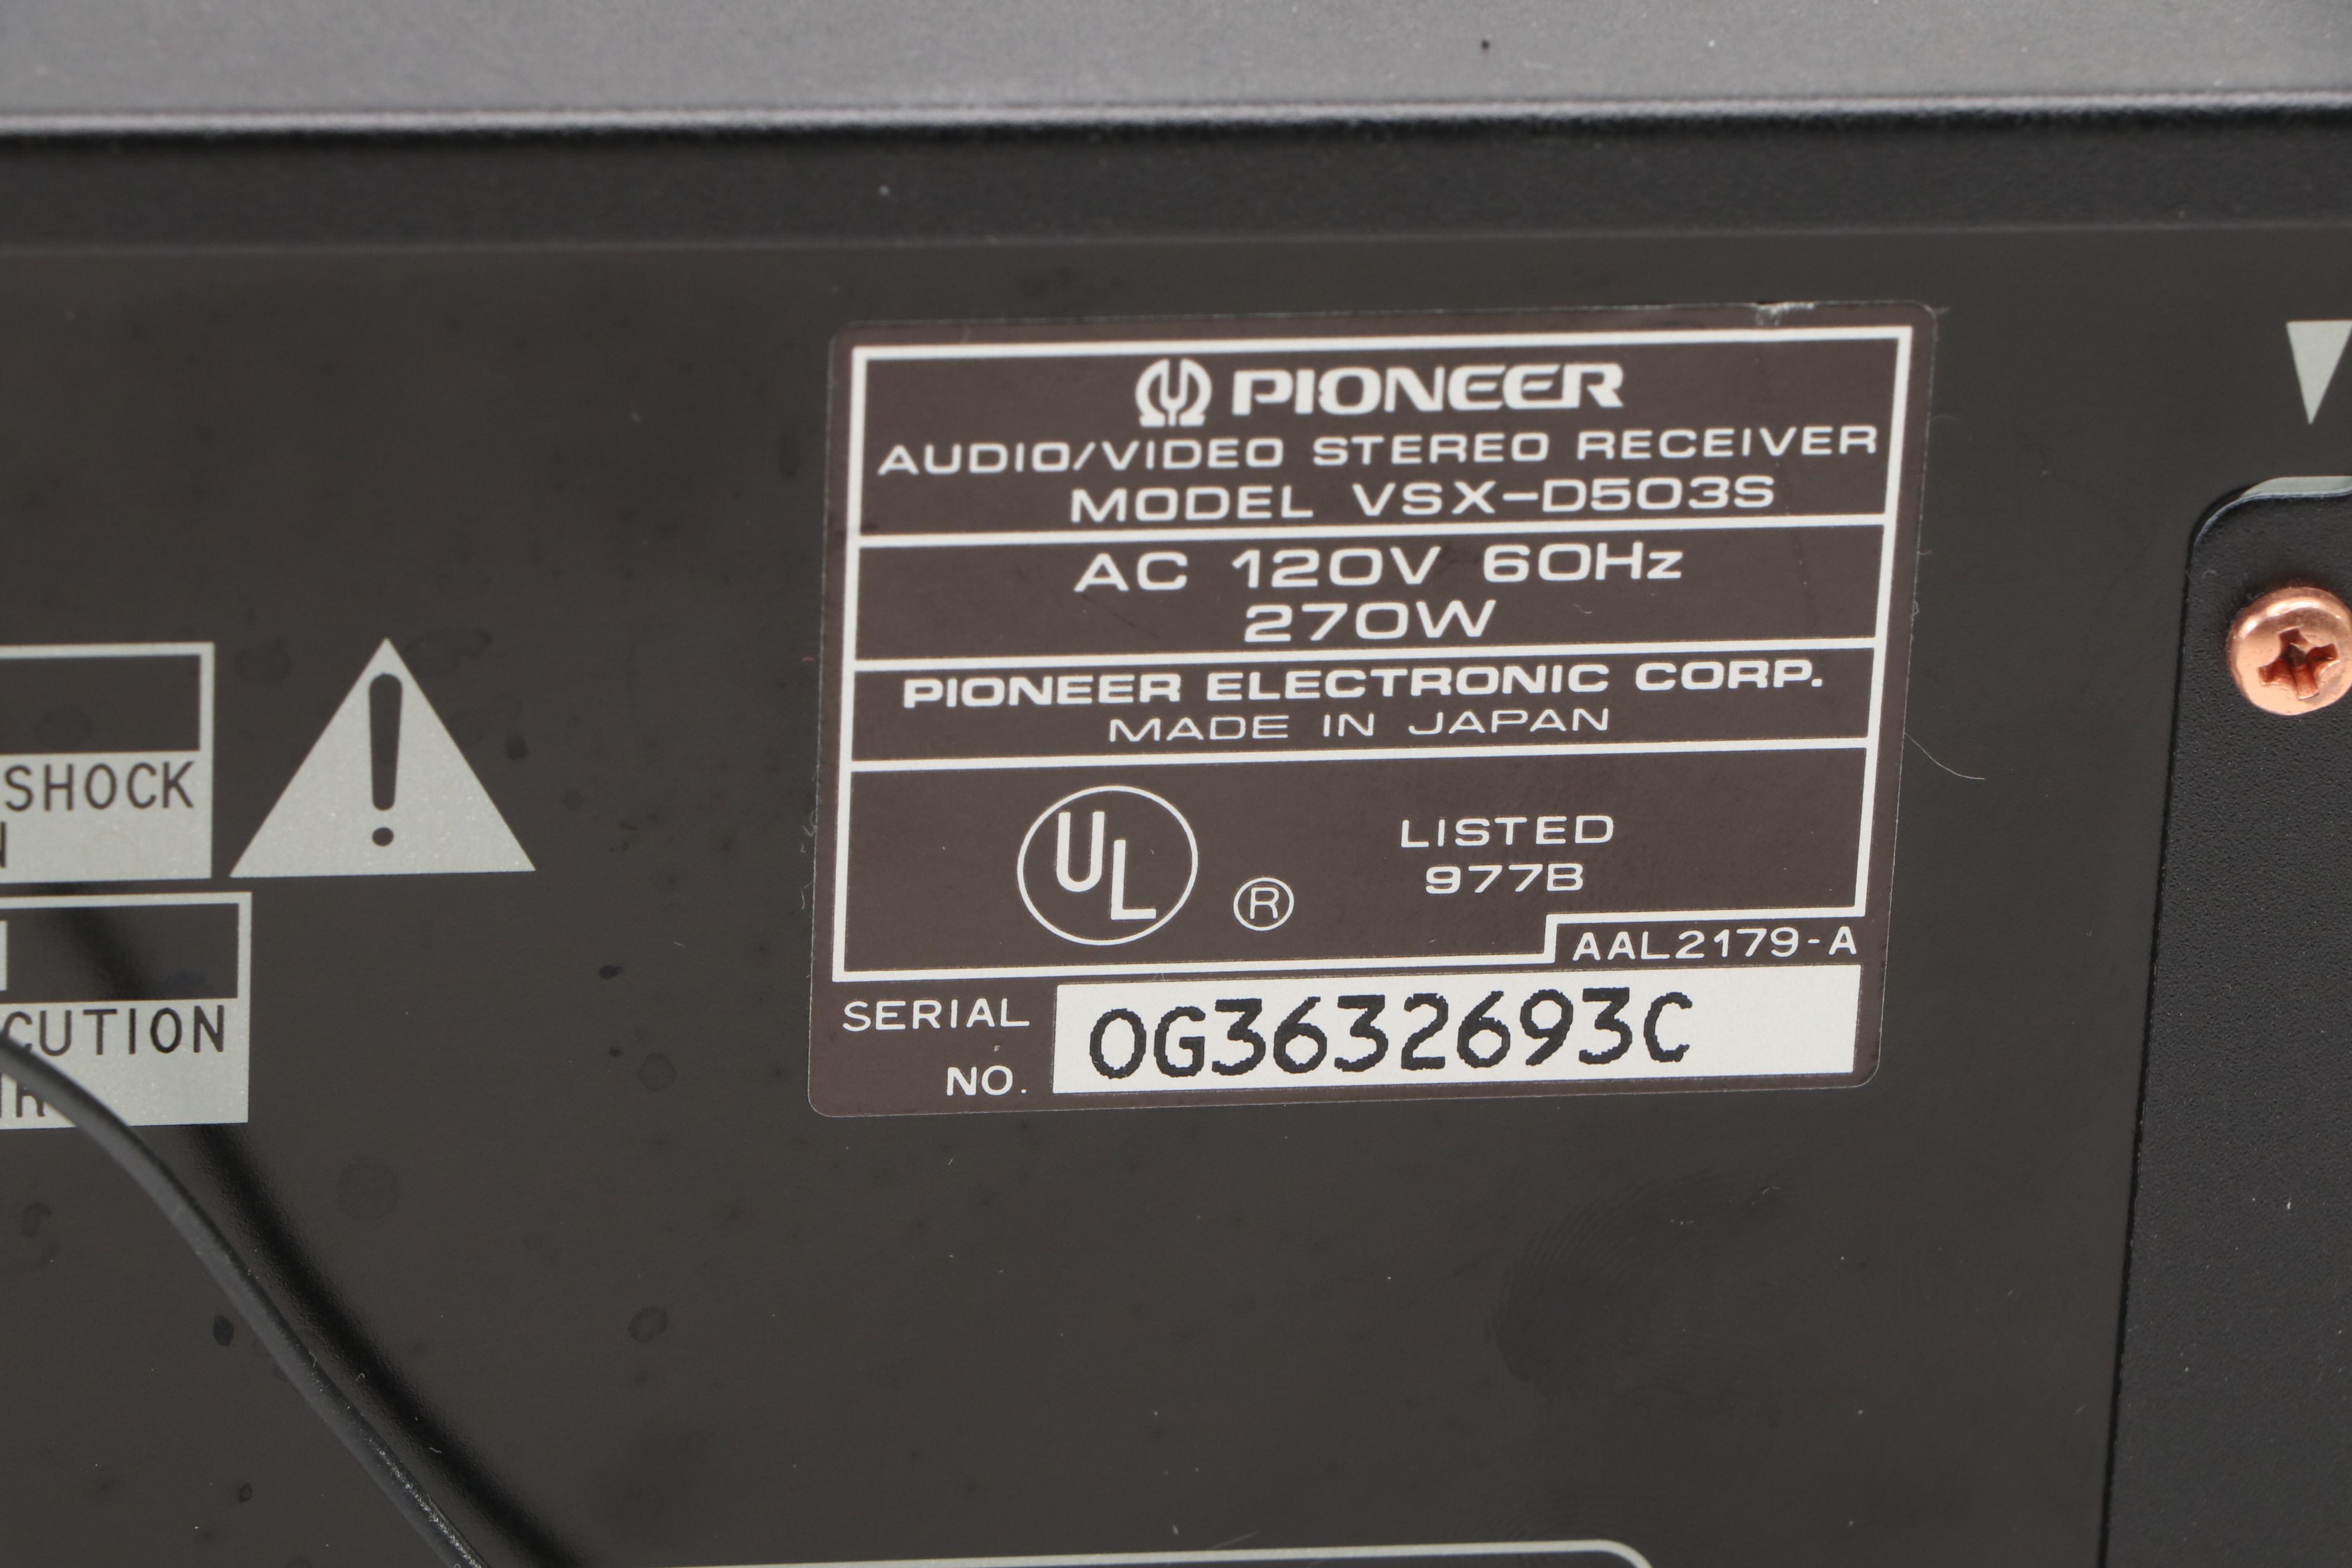 PIONEER
AUDIO/VIDEO STEREO RECEIVER
MODEL VSX-D503S
AC 120V 60Hz
270W
PIONEER ELECTRONIC CORP.
MADE IN JAPAN
UL ® LISTED
977B
AAL2179-A
SERIAL NO. OG3632693C
SHOCK
!
CUTION